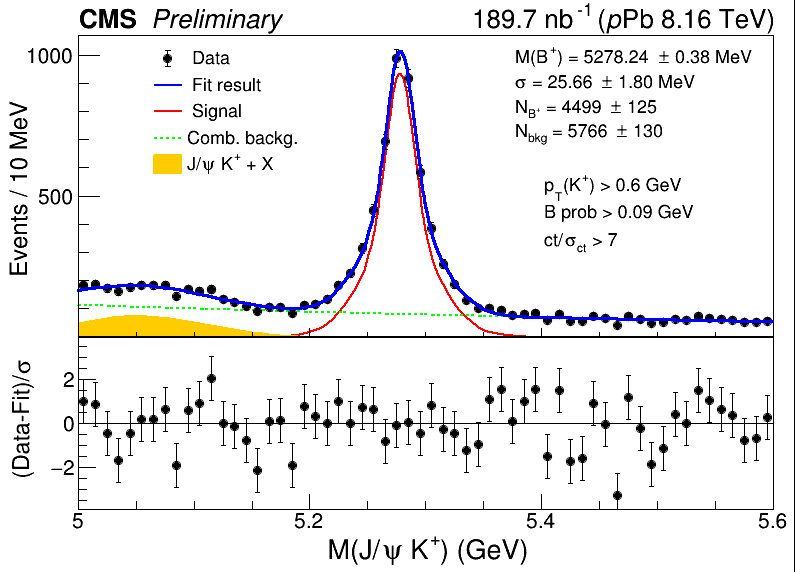 CMS Preliminary 189.7 nb⁻¹ (pPb 8.16 TeV)
1000
500
Events / 10 MeV
Data
Fit result
Signal
Comb. backg.
J/ψ K⁺ + X
M(B⁺) = 5278.24 ± 0.38 MeV
σ = 25.66 ± 1.80 MeV
N_B⁺ = 4499 ± 125
N_bkg = 5766 ± 130
p_T(K⁺) > 0.6 GeV
B prob > 0.09 GeV
ct/σ_ct > 7
(Data-Fit)/σ
2
0
−2
5 5.2 5.4 5.6
M(J/ψ K⁺) (GeV)